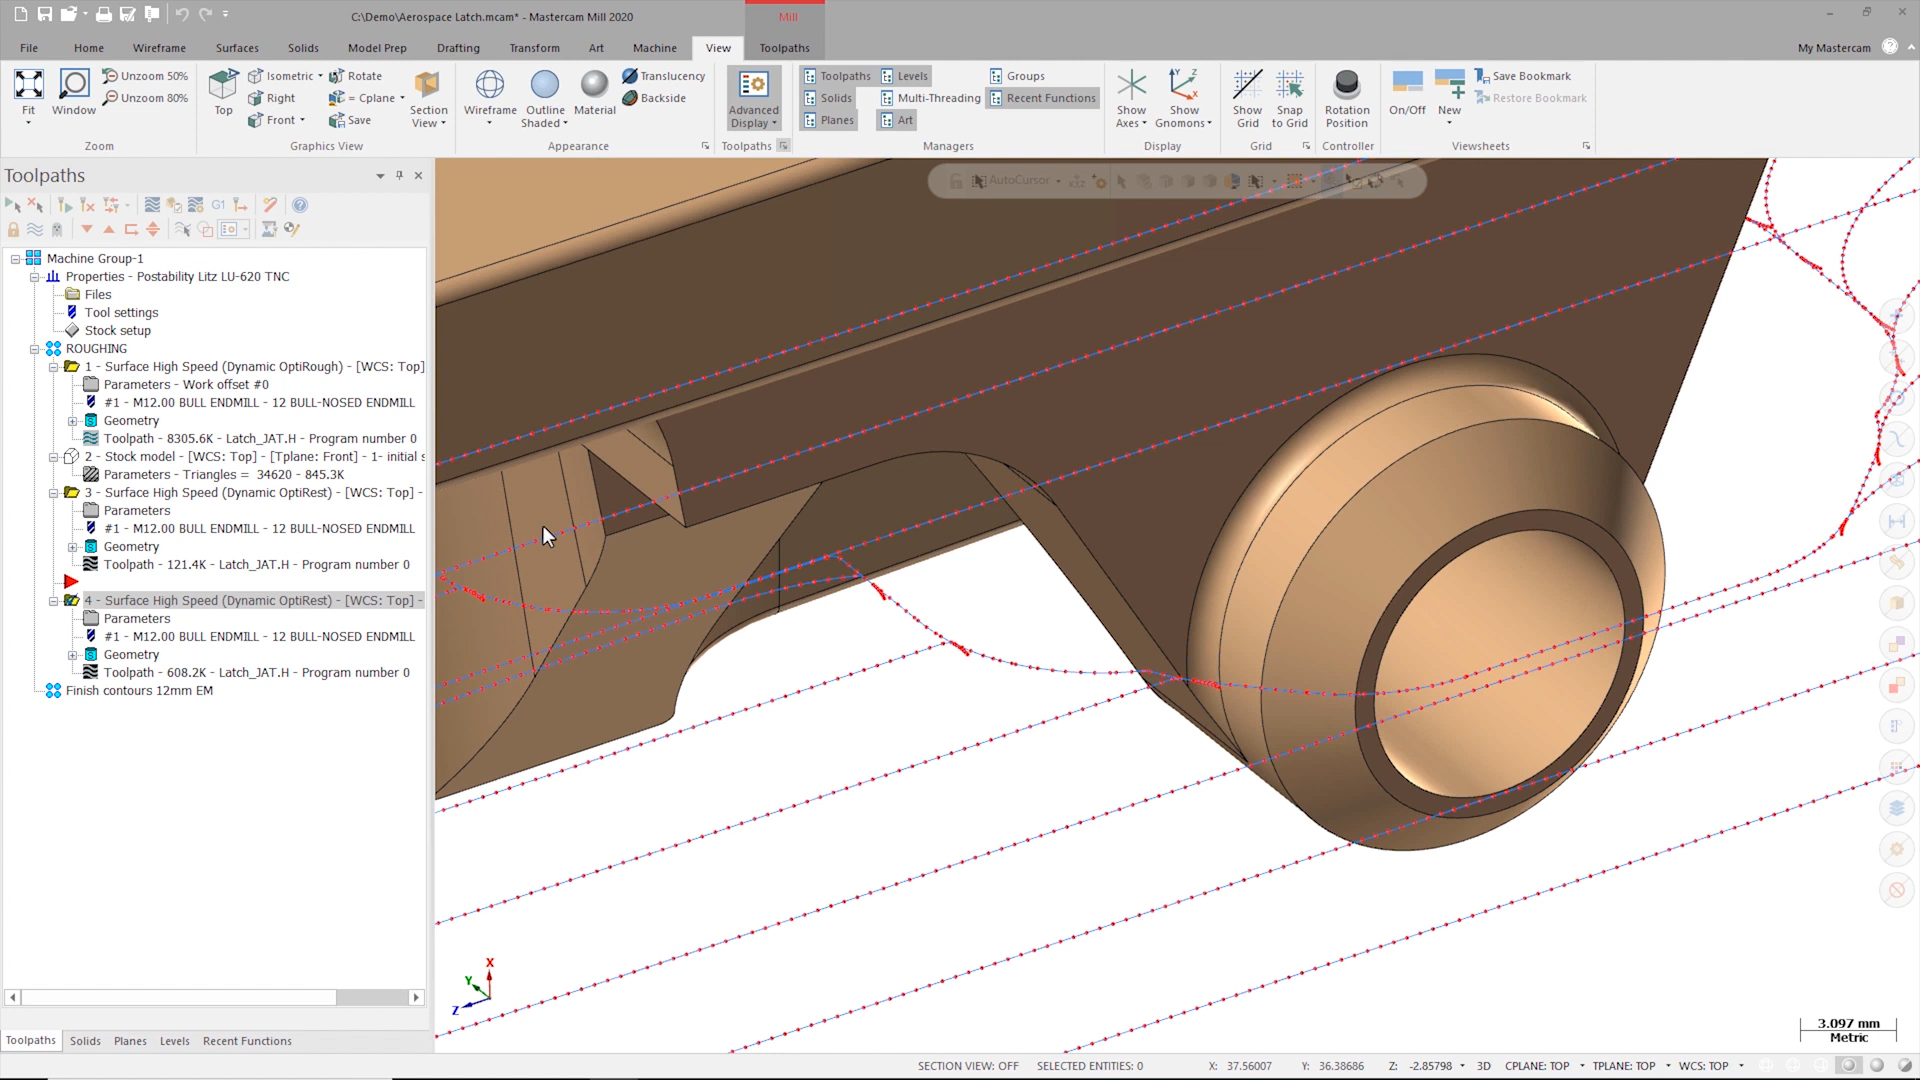 C:\Demo\Aerospace Latch.mcam* - Mastercam Mill 2020
Mill
File Home Wireframe Surfaces Solids Model Prep Drafting Transform Art Machine View Toolpaths My Mastercam
Fit
Window
Unzoom 50%
Unzoom 80%
Zoom
Top
Isometric
Right
Front
Rotate
= Cplane
Save
Section View
Graphics View
Wireframe
Outline Shaded
Material
Translucency
Backside
Appearance
Advanced Display
Toolpaths
Toolpaths
Solids
Planes
Levels
Multi-Threading
Art
Groups
Recent Functions
Managers
Show Axes
Show Gnomons
Display
Show Grid
Snap to Grid
Grid
Rotation Position
Controller
On/Off
New
Save Bookmark
Restore Bookmark
Viewsheets
Toolpaths
AutoCursor
G1
Machine Group-1
Properties - Postability Litz LU-620 TNC
Files
Tool settings
Stock setup
ROUGHING
1 - Surface High Speed (Dynamic OptiRough) - [WCS: Top]
Parameters - Work offset #0
#1 - M12.00 BULL ENDMILL - 12 BULL-NOSED ENDMILL
Geometry
Toolpath - 8305.6K - Latch_JAT.H - Program number 0
2 - Stock model - [WCS: Top] - [Tplane: Front] - 1- initial s
Parameters - Triangles = 34620 - 845.3K
3 - Surface High Speed (Dynamic OptiRest) - [WCS: Top] -
Parameters
#1 - M12.00 BULL ENDMILL - 12 BULL-NOSED ENDMILL
Geometry
Toolpath - 121.4K - Latch_JAT.H - Program number 0
4 - Surface High Speed (Dynamic OptiRest) - [WCS: Top] -
Parameters
#1 - M12.00 BULL ENDMILL - 12 BULL-NOSED ENDMILL
Geometry
Toolpath - 608.2K - Latch_JAT.H - Program number 0
Finish contours 12mm EM
X
Y
Z
3.097 mm
Metric
Toolpaths Solids Planes Levels Recent Functions
SECTION VIEW: OFF SELECTED ENTITIES: 0 X: 37.56007 Y: 36.38686 Z: -2.85798 3D CPLANE: TOP TPLANE: TOP WCS: TOP